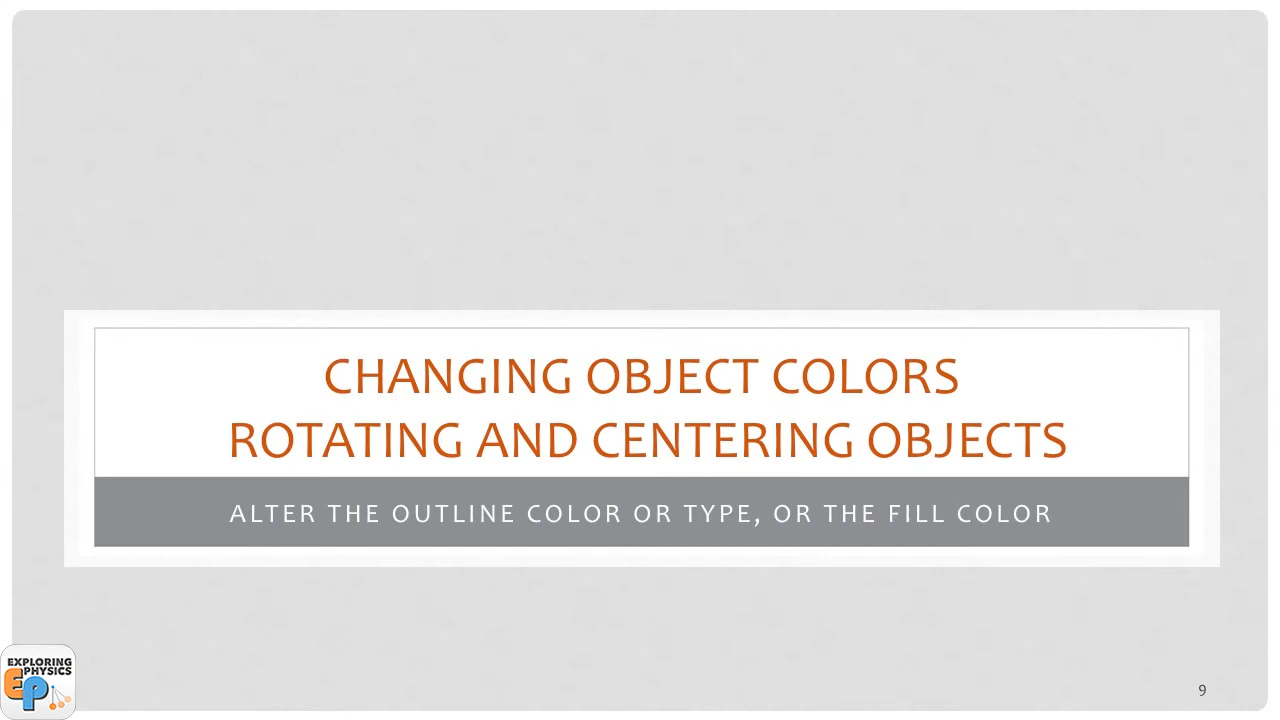 CHANGING OBJECT COLORS
ROTATING AND CENTERING OBJECTS
ALTER THE OUTLINE COLOR OR TYPE, OR THE FILL COLOR
EXPLORING
PHYSICS
EP
9